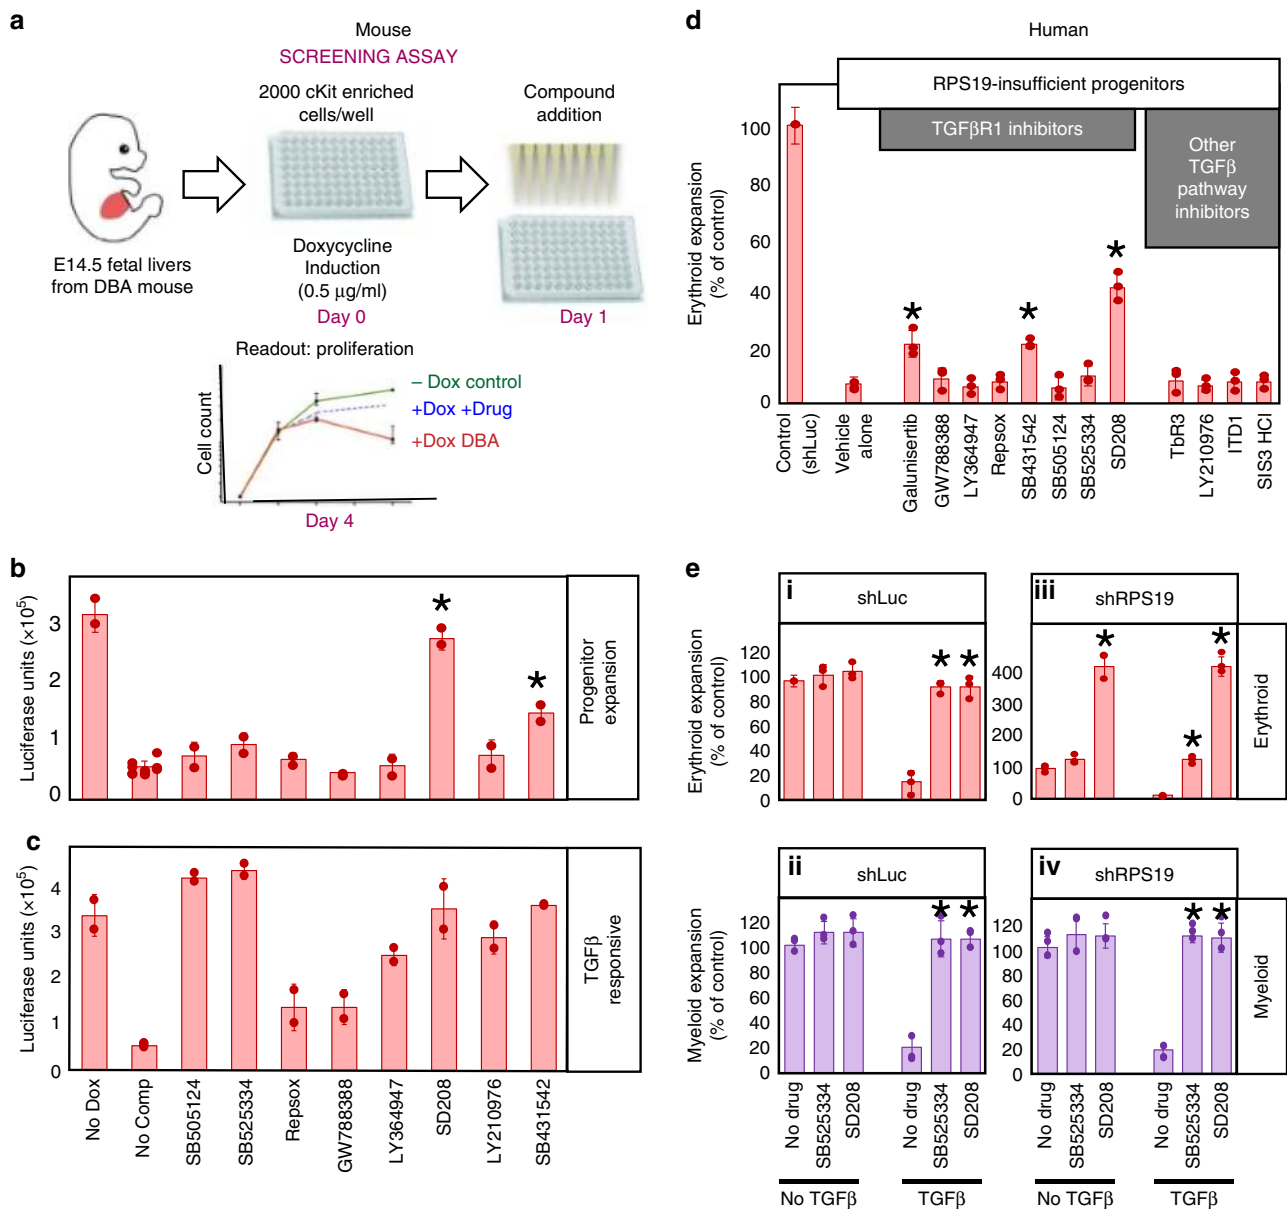 a
Mouse
SCREENING ASSAY
2000 cKit enriched
cells/well
Compound
addition
E14.5 fetal livers
from DBA mouse
Doxycycline
Induction
(0.5 µg/ml)
Day 0
Day 1
Readout: proliferation
Cell count
– Dox control
+Dox +Drug
+Dox DBA
Day 4
b
Luciferase units (×10⁵)
3
2
1
0
*
*
Progenitor
expansion
c
Luciferase units (×10⁵)
4
3
2
1
0
TGFβ
responsive
No Dox
No Comp
SB505124
SB525334
Repsox
GW788388
LY364947
SD208
LY210976
SB431542
d
Human
RPS19-insufficient progenitors
TGFβR1 inhibitors
Other
TGFβ
pathway
inhibitors
Erythroid expansion
(% of control)
100
80
60
40
20
0
*
*
*
Control
(shLuc)
Vehicle
alone
Galunisertib
GW788388
LY364947
Repsox
SB431542
SB505124
SB525334
SD208
TbR3
LY210976
ITD1
SIS3 HCl
e
i
shLuc
Erythroid expansion
(% of control)
120
100
80
60
40
20
0
* *
iii
shRPS19
400
300
200
100
0
*
*
*
Erythroid
ii
shLuc
Myeloid expansion
(% of control)
120
100
80
60
40
20
0
* *
iv
shRPS19
120
100
80
60
40
20
0
* *
Myeloid
No drug
SB525334
SD208
No drug
SB525334
SD208
No drug
SB525334
SD208
No drug
SB525334
SD208
No TGFβ
TGFβ
No TGFβ
TGFβ